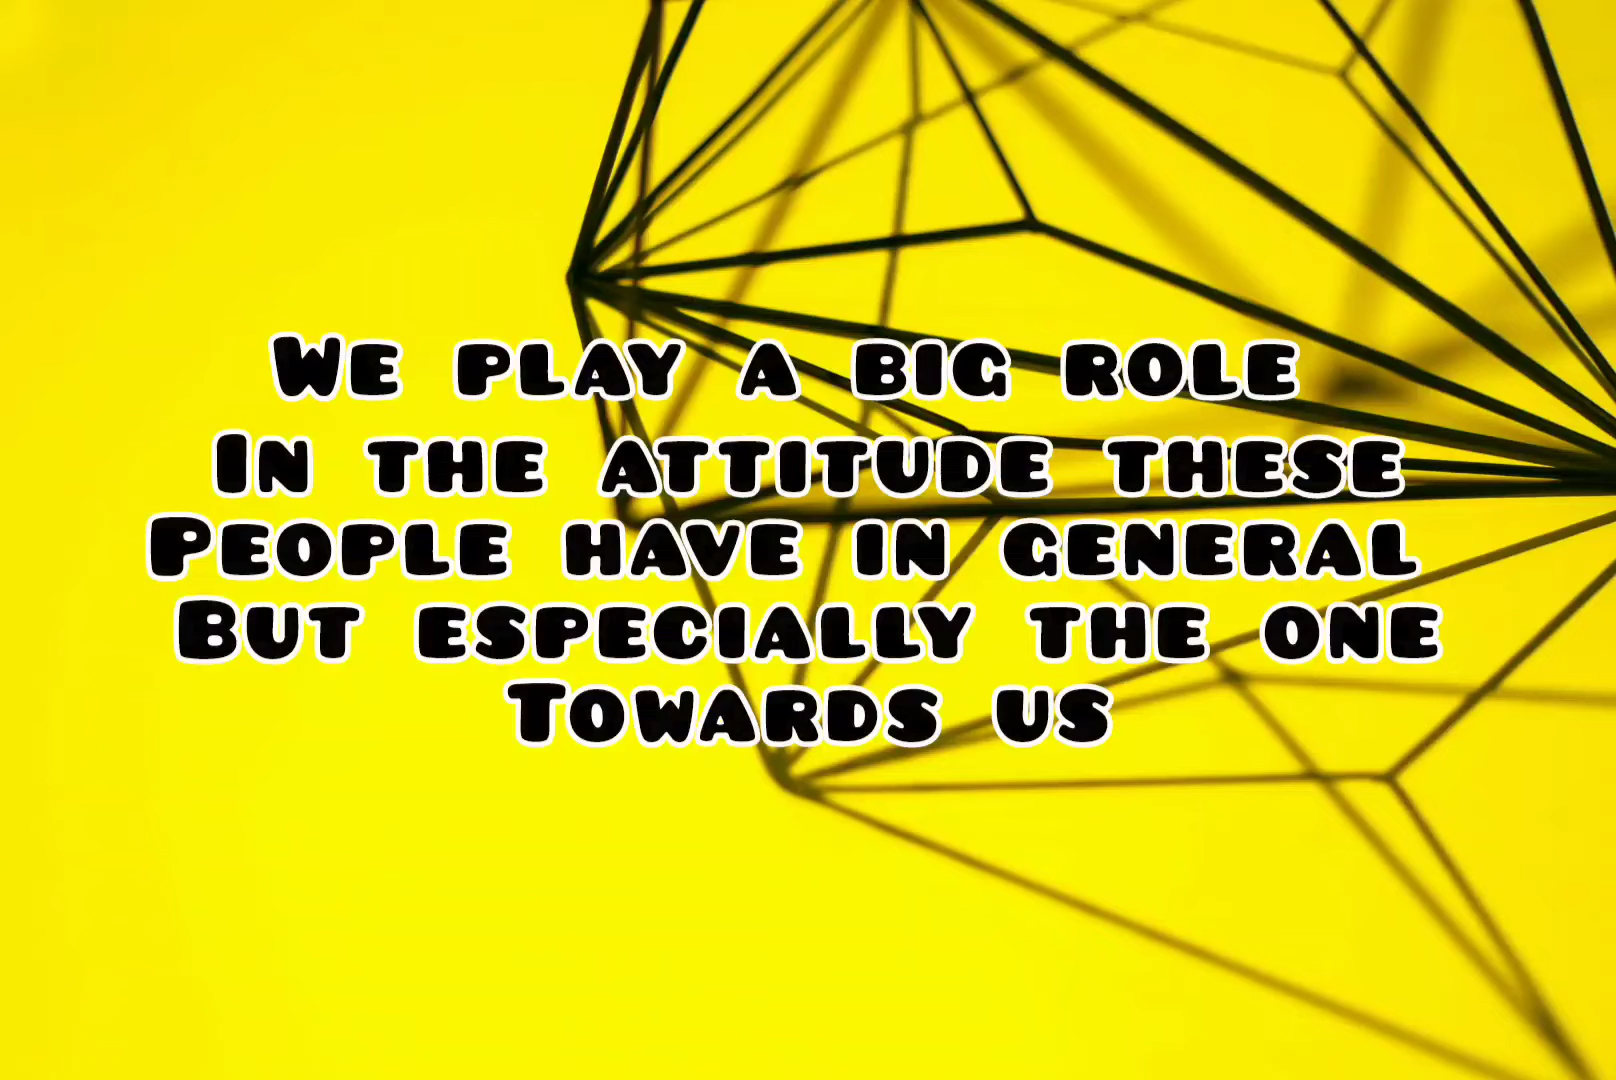 We play a big role
In the attitude these
People have in general
But especially the one
Towards us